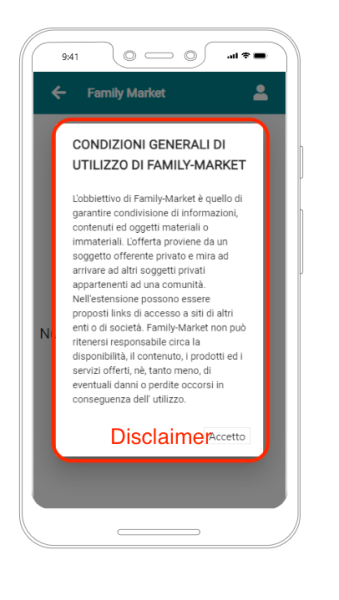 9:41
Family Market
CONDIZIONI GENERALI DI
UTILIZZO DI FAMILY-MARKET
L'obbiettivo di Family-Market è quello di
garantire condivisione di informazioni,
contenuti ed oggetti materiali o
immateriali. L'offerta proviene da un
soggetto offerente privato e mira ad
arrivare ad altri soggetti privati
appartenenti ad una comunità.
Nell'estensione possono essere
proposti links di accesso a siti di altri
enti o di società. Family-Market non può
ritenersi responsabile circa la
disponibilità, il contenuto, i prodotti ed i
servizi offerti, nè, tanto meno, di
eventuali danni o perdite occorsi in
conseguenza dell' utilizzo.
Disclaimer
Accetto